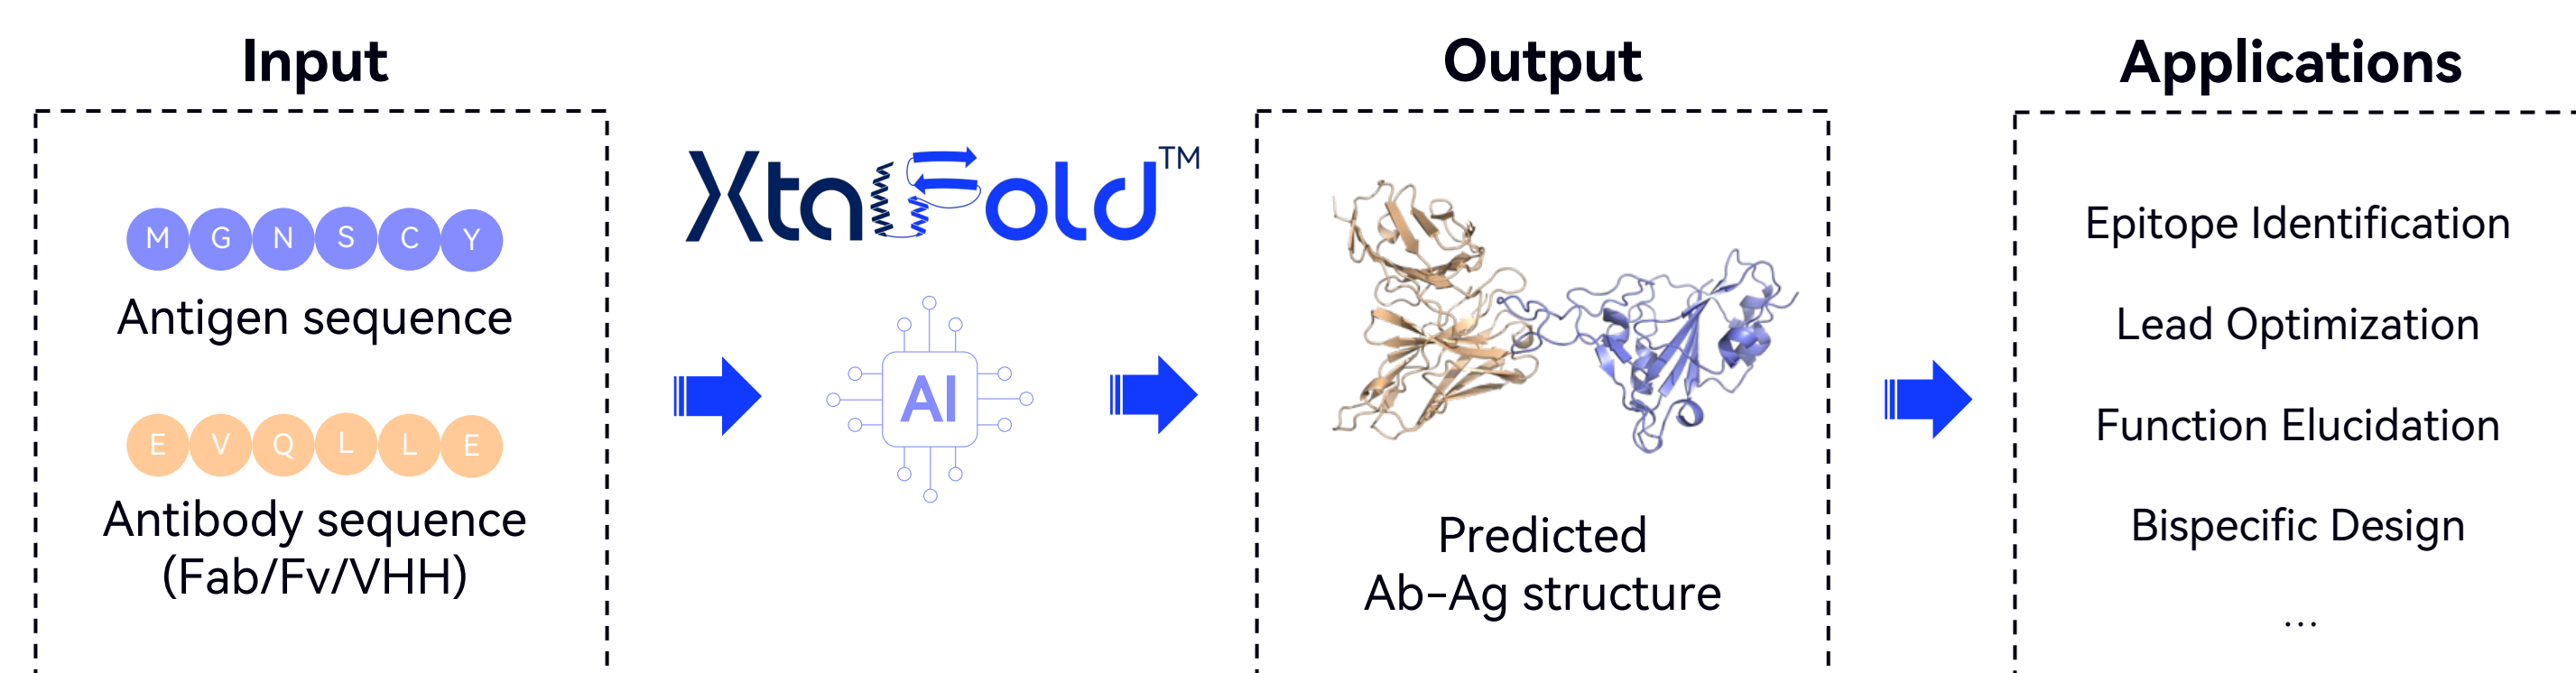 Input
M G N S C Y
Antigen sequence
E V Q L L E
Antibody sequence
(Fab/Fv/VHH)
XtalFold™
AI
Output
Predicted
Ab-Ag structure
Applications
Epitope Identification
Lead Optimization
Function Elucidation
Bispecific Design
...